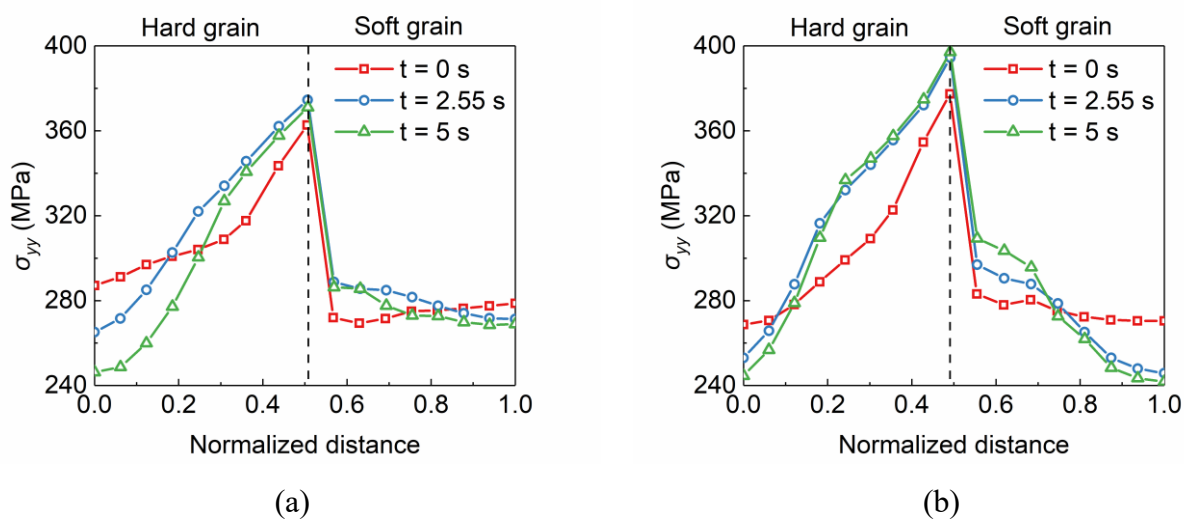 Hard grain Soft grain
400
360
320
280
240
σyy (MPa)
t = 0 s
t = 2.55 s
t = 5 s
0.0 0.2 0.4 0.6 0.8 1.0
Normalized distance
(a)
Hard grain Soft grain
400
360
320
280
240
σyy (MPa)
t = 0 s
t = 2.55 s
t = 5 s
0.0 0.2 0.4 0.6 0.8 1.0
Normalized distance
(b)